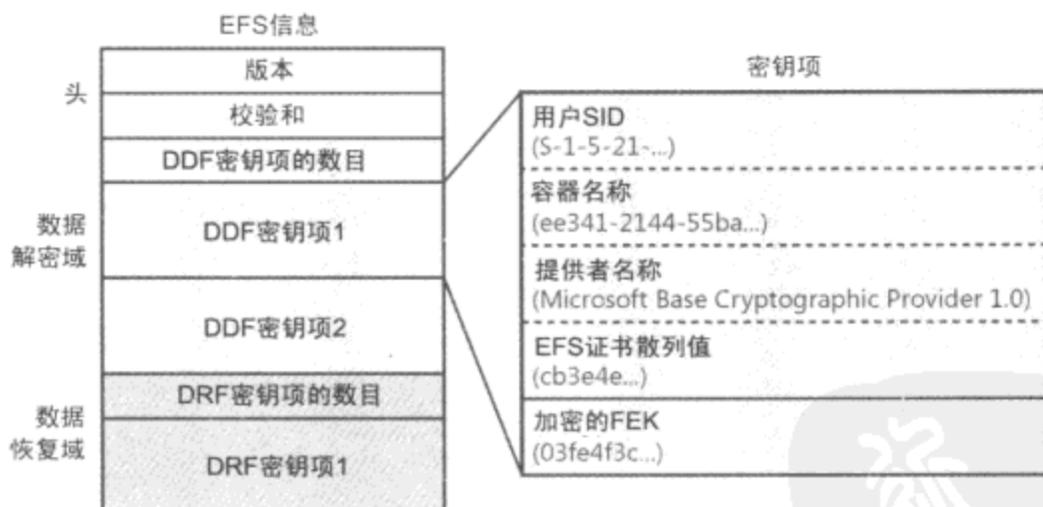 EFS信息
头
版本
校验和
DDF密钥项的数目
数据
解密域
DDF密钥项1
DDF密钥项2
DRF密钥项的数目
数据
恢复域
DRF密钥项1
密钥项
用户SID
(S-1-5-21-...)
容器名称
(ee341-2144-55ba...)
提供者名称
(Microsoft Base Cryptographic Provider 1.0)
EFS证书散列值
(cb3e4e...)
加密的FEK
(03fe4f3c...)